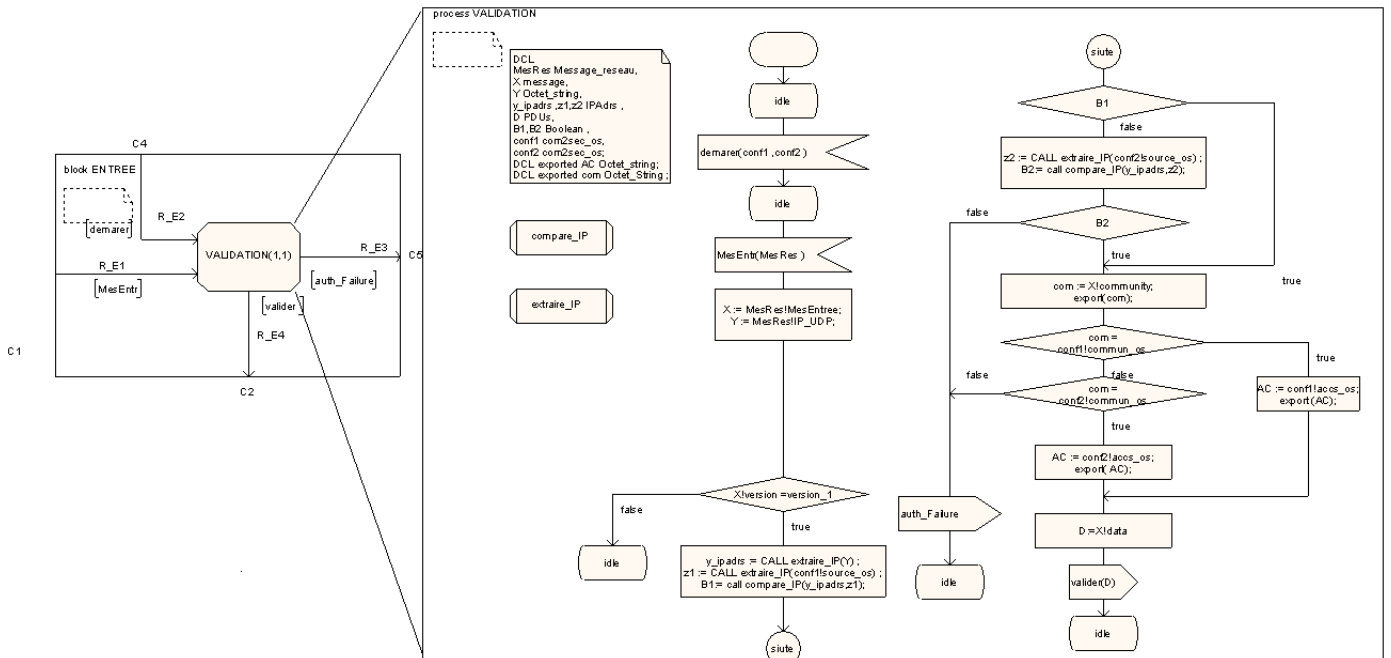 process VALIDATION
DCL
MesRes Message_reseau,
X message,
Y Octet_string,
y_ipadrs ,z1,z2 IPAdrs ,
D PDUs,
B1,B2 Boolean ,
conf1 com2sec_os,
conf2 com2sec_os;
DCL exported AC Octet_string;
DCL exported com Octet_String ;
compare_IP
extraire_IP
C4
block ENTREE
R_E2
[demarer]
VALIDATION(1,1)
R_E3
C5
R_E1
[MesEntr]
[auth_Failure]
[valider]
R_E4
C1
C2
idle
demarer(conf1 ,conf2 )
idle
MesEntr(MesRes )
X := MesRes!MesEntree;
Y := MesRes!IP_UDP;
X!version =version_1
false
true
idle
y_ipadrs := CALL extraire_IP(Y) ;
z1 := CALL extraire_IP(conf1!source_os) ;
B1:= call compare_IP(y_ipadrs,z1);
siute
siute
B1
false
z2 := CALL extraire_IP(conf2!source_os) ;
B2:= call compare_IP(y_ipadrs,z2);
false
B2
true
true
com := X!community;
export(com);
com =
conf1!commun_os
true
false
false
com =
conf2!commun_os
AC := conf1!accs_os;
export(AC);
true
AC := conf2!accs_os;
export( AC);
auth_Failure
D:=X!data
idle
valider(D)
idle